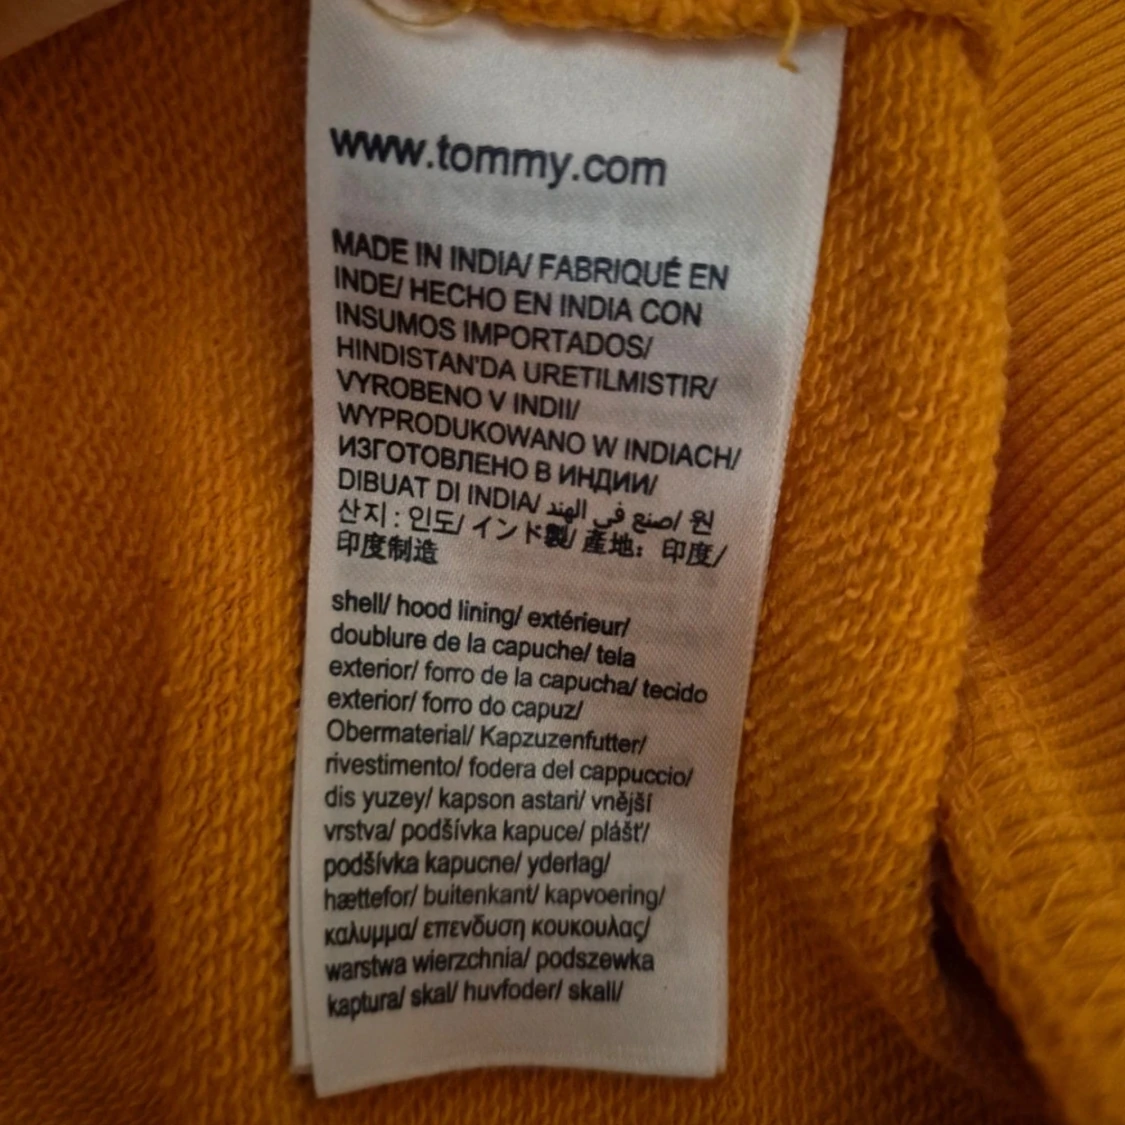 www.tommy.com
MADE IN INDIA/ FABRIQUÉ EN
INDE/ HECHO EN INDIA CON
INSUMOS IMPORTADOS/
HINDISTAN'DA URETILMISTIR/
VYROBENO V INDII/
WYPRODUKOWANO W INDIACH/
ИЗГОТОВЛЕНО В ИНДИИ/
DIBUAT DI INDIA/ صنع في الهند/ 원
산지 : 인도/ インド製/ 產地：印度/
印度制造
shell/ hood lining/ extérieur/
doublure de la capuche/ tela
exterior/ forro de la capucha/ tecido
exterior/ forro do capuz/
Obermaterial/ Kapzuzenfutter/
rivestimento/ fodera del cappuccio/
dis yuzey/ kapson astari/ vnější
vrstva/ podšívka kapuce/ plášť/
podšívka kapucne/ yderlag/
hættefor/ buitenkant/ kapvoering/
καλυμμα/ επενδυση κουκουλας/
warstwa wierzchnia/ podszewka
kaptura/ skal/ huvfoder/ skall/